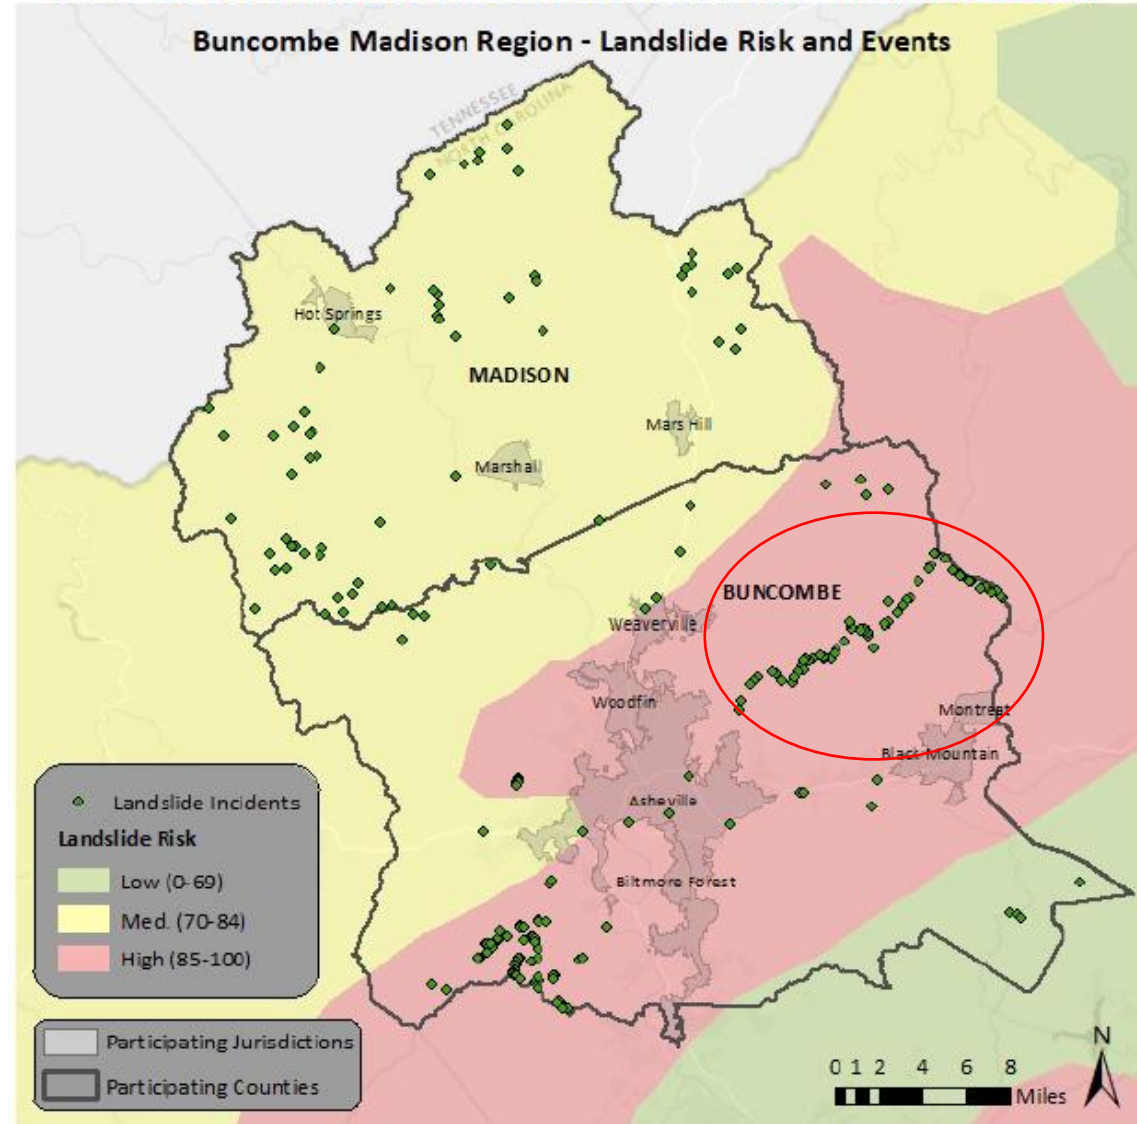 Buncombe Madison Region - Landslide Risk and Events
TENNESSEE
NORTH CAROLINA
Hot Springs
MADISON
Mars Hill
Marshall
BUNCOMBE
Weaverville
Woodfin
Montreat
Black Mountain
Asheville
Biltmore Forest
Landslide Incidents
Landslide Risk
Low (0-69)
Med. (70-84)
High (85-100)
Participating Jurisdictions
Participating Counties
N
0 1 2 4 6 8
Miles